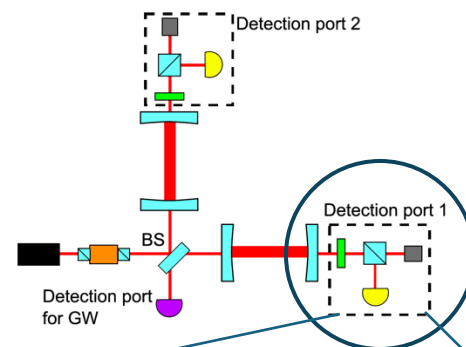 Detection port 2
Detection port 1
BS
Detection port
for GW